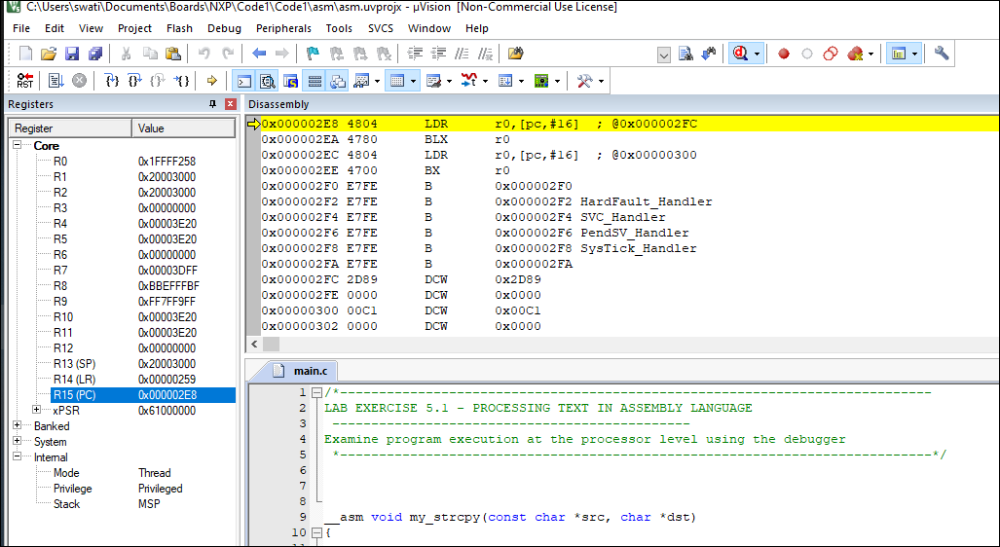 C:\Users\swati\Documents\Boards\NXP\Code1\Code1\asm\asm.uvprojx - µVision [Non-Commercial Use License]
File Edit View Project Flash Debug Peripherals Tools SVCS Window Help
RST
Registers
Register Value
Core
R0 0x1FFFF258
R1 0x20003000
R2 0x20003000
R3 0x00000000
R4 0x00003E20
R5 0x00003E20
R6 0x00000000
R7 0x00003DFF
R8 0xBBEFFFBF
R9 0xFF7FF9FF
R10 0x00003E20
R11 0x00003E20
R12 0x00000000
R13 (SP) 0x20003000
R14 (LR) 0x00000259
R15 (PC) 0x000002E8
xPSR 0x61000000
Banked
System
Internal
Mode Thread
Privilege Privileged
Stack MSP
Disassembly
0x000002E8 4804 LDR r0,[pc,#16] ; @0x000002FC
0x000002EA 4780 BLX r0
0x000002EC 4804 LDR r0,[pc,#16] ; @0x00000300
0x000002EE 4700 BX r0
0x000002F0 E7FE B 0x000002F0
0x000002F2 E7FE B 0x000002F2 HardFault_Handler
0x000002F4 E7FE B 0x000002F4 SVC_Handler
0x000002F6 E7FE B 0x000002F6 PendSV_Handler
0x000002F8 E7FE B 0x000002F8 SysTick_Handler
0x000002FA E7FE B 0x000002FA
0x000002FC 2D89 DCW 0x2D89
0x000002FE 0000 DCW 0x0000
0x00000300 00C1 DCW 0x00C1
0x00000302 0000 DCW 0x0000
main.c
1 /*----------------------------------------------------------------------------
2 LAB EXERCISE 5.1 - PROCESSING TEXT IN ASSEMBLY LANGUAGE
3 ----------------------------------------------
4 Examine program execution at the processor level using the debugger
5 *----------------------------------------------------------------------------*/
6
7
8
9 __asm void my_strcpy(const char *src, char *dst)
10 {